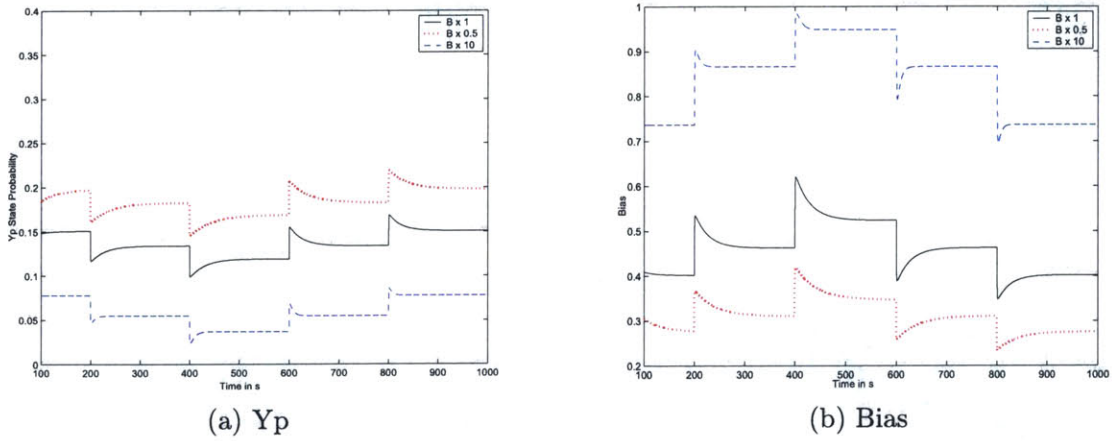 0.4
0.35
0.3
0.25
0.2
0.15
0.1
0.05
0
Yp State Probability
B x 1
B x 0.5
B x 10
100 200 300 400 500 600 700 800 900 1000
Time in s
(a) Yp
1
0.9
0.8
0.7
0.6
0.5
0.4
0.3
0.2
Bias
B x 1
B x 0.5
B x 10
100 200 300 400 500 600 700 800 900 1000
Time in s
(b) Bias